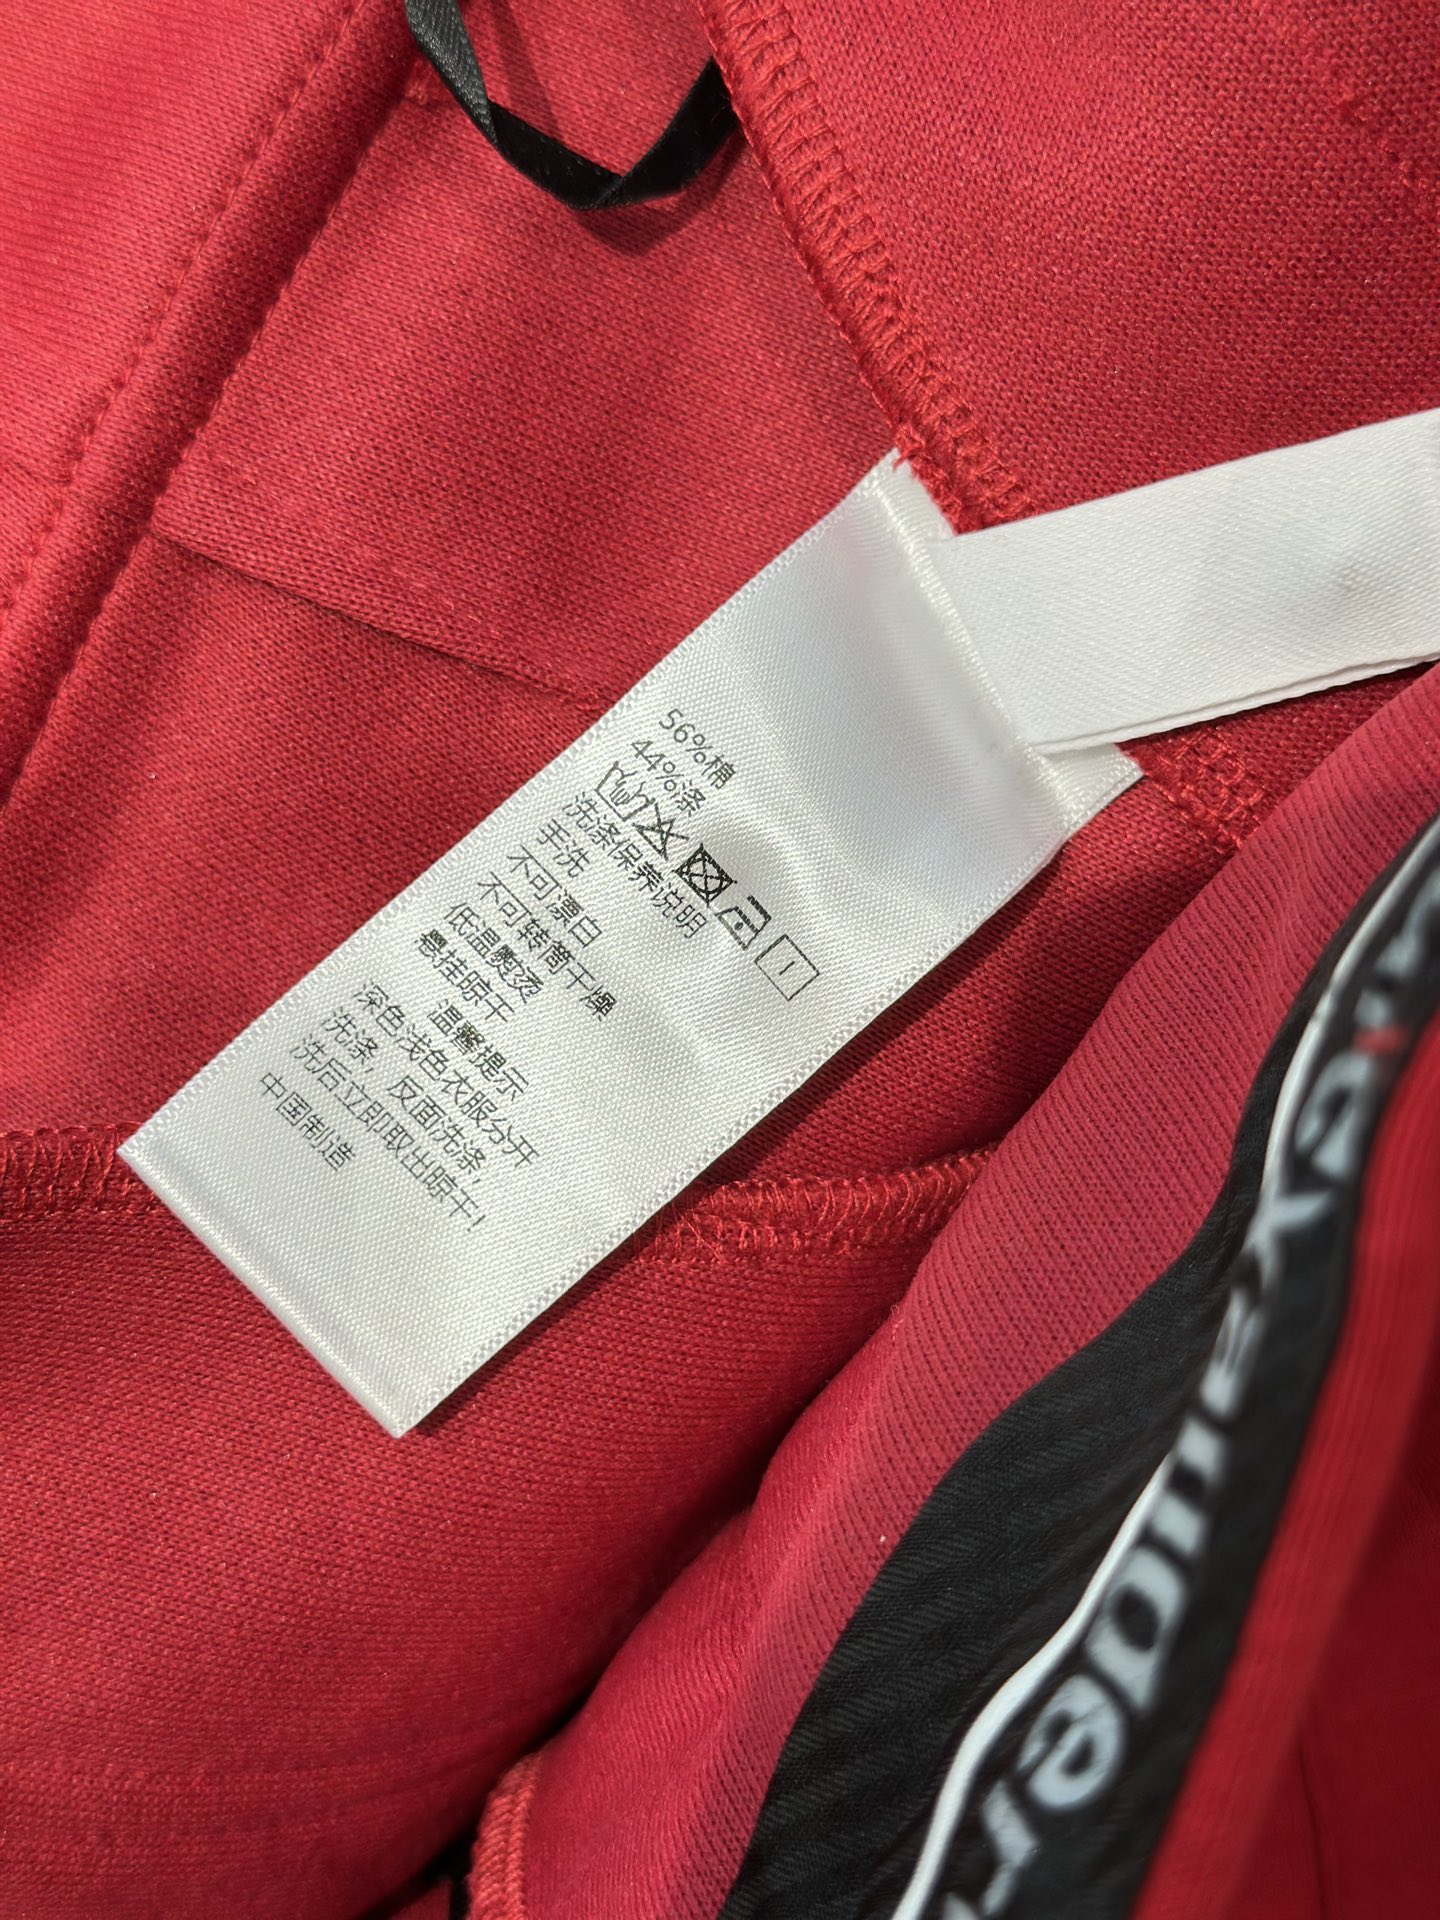 56%棉
44%涤
洗涤保养说明
手洗
不可漂白
不可转筒干燥
低温熨烫
悬挂晾干
温馨提示
深色浅色衣服分开
洗涤，反面洗涤，
洗后立即取出晾干！
中国制造